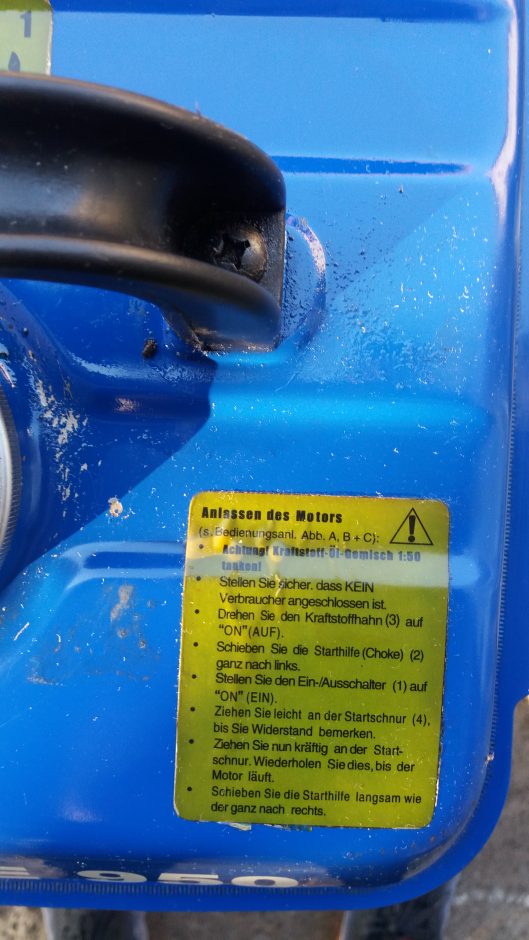 1
Anlassen des Motors
(s. Bedienungsanl. Abb. A, B + C):
• Achtung! Kraftstoff-Öl-Gemisch 1:50
tanken!
• Stellen Sie sicher. dass KEIN
Verbraucher angeschlossen ist.
• Drehen Sie den Kraftstoffhahn (3) auf
“ON” (AUF).
• Schieben Sie die Starthilfe (Choke) (2)
ganz nach links.
• Stellen Sie den Ein-/Ausschalter (1) auf
“ON” (EIN).
• Ziehen Sie leicht an der Startschnur (4),
bis Sie Widerstand bemerken.
• Ziehen Sie nun kräftig an der Start-
schnur. Wiederholen Sie dies, bis der
Motor läuft.
• Schieben Sie die Starthilfe langsam wie
der ganz nach rechts.
E 950